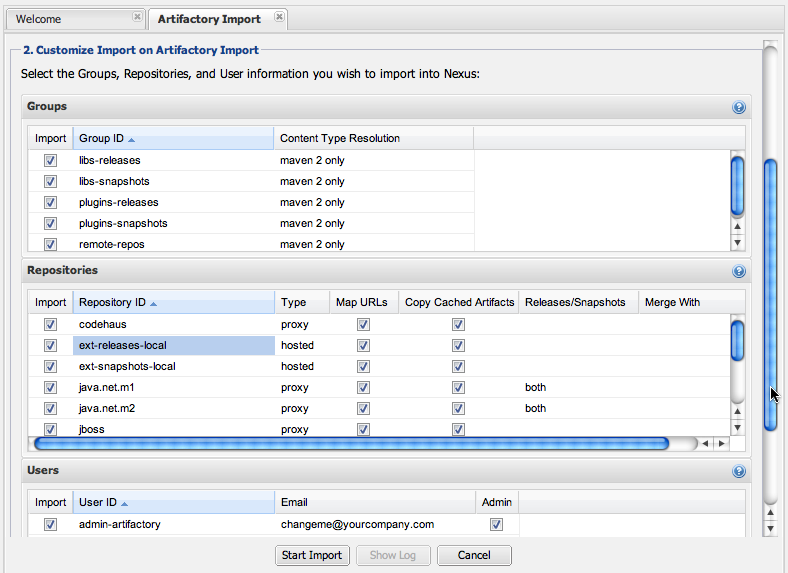 Welcome Artifactory Import
2. Customize Import on Artifactory Import
Select the Groups, Repositories, and User information you wish to import into Nexus:
Groups
Import Group ID Content Type Resolution
libs-releases maven 2 only
libs-snapshots maven 2 only
plugins-releases maven 2 only
plugins-snapshots maven 2 only
remote-repos maven 2 only
Repositories
Import Repository ID Type Map URLs Copy Cached Artifacts Releases/Snapshots Merge With
codehaus proxy
ext-releases-local hosted
ext-snapshots-local hosted
java.net.m1 proxy both
java.net.m2 proxy both
jboss proxy
Users
Import User ID Email Admin
admin-artifactory changeme@yourcompany.com
Start Import Show Log Cancel